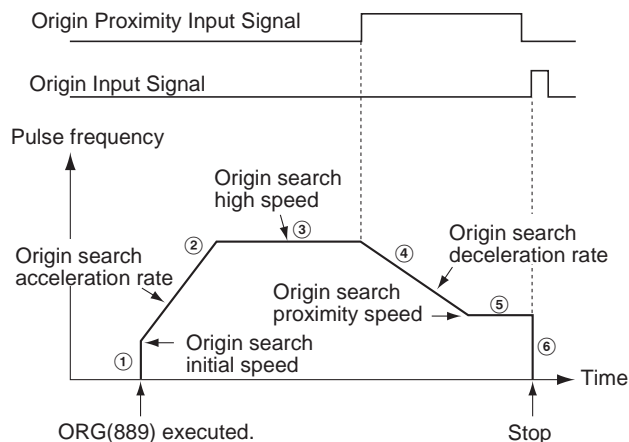 Origin Proximity Input Signal
Origin Input Signal
Pulse frequency
Origin search
high speed
②
③
④
Origin search
acceleration rate
Origin search
deceleration rate
Origin search
proximity speed
⑤
①
Origin search
initial speed
⑥
Time
ORG(889) executed.
Stop